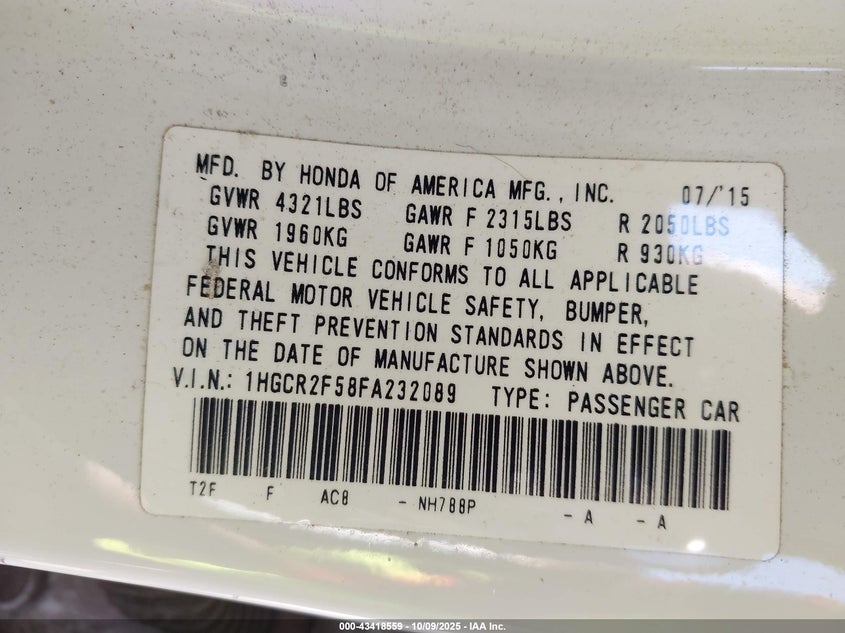 MFD. BY HONDA OF AMERICA MFG., INC. 07/'15
GVWR 4321LBS GAWR F 2315LBS R 2050LBS
GVWR 1960KG GAWR F 1050KG R 930KG
THIS VEHICLE CONFORMS TO ALL APPLICABLE
FEDERAL MOTOR VEHICLE SAFETY, BUMPER,
AND THEFT PREVENTION STANDARDS IN EFFECT
ON THE DATE OF MANUFACTURE SHOWN ABOVE.
V.I.N.: 1HGCR2F58FA232089 TYPE: PASSENGER CAR
T2F F AC8 - NH788P - A - A
000-43418559 - 10/09/2025 - IAA Inc.